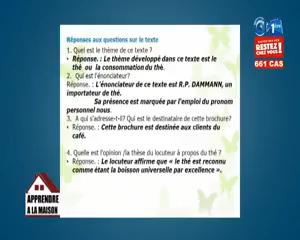 Réponses aux questions sur le texte
1. Quel est le thème de ce texte ?
• Réponse. : Le thème développé dans ce texte est le
thé ou la consommation du thé.
2. Qui est l'énonciateur?
Réponse. : L'énonciateur de ce texte est R.P. DAMMANN, un
importateur de thé.
Sa présence est marquée par l'emploi du pronom
personnel nous.
3. A qui s'adresse-t-il? Qui est le destinataire de cette brochure?
• Réponse : Cette brochure est destinée aux clients du
café.
4. Quelle est l'opinion /la thèse du locuteur à propos du thé ?
• Réponse. : Le locuteur affirme que « le thé est reconnu
comme étant la boisson universelle par excellence ».
RESTEZ
CHEZ VOUS!
661 CAS
APPRENDRE
A LA MAISON